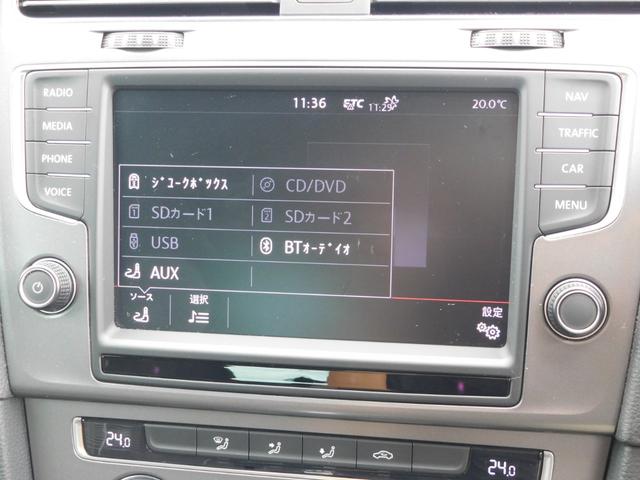 RADIO
MEDIA
PHONE
VOICE
NAV
TRAFFIC
CAR
MENU
11:36 ETC 11:29 20.0°C
ｼﾞｭｰｸﾎﾞｯｸｽ CD/DVD
1 SDカード1 2 SDカード2
USB BTｵｰﾃﾞｨｵ
AUX
ソース 選択 設定
24.0 24.0